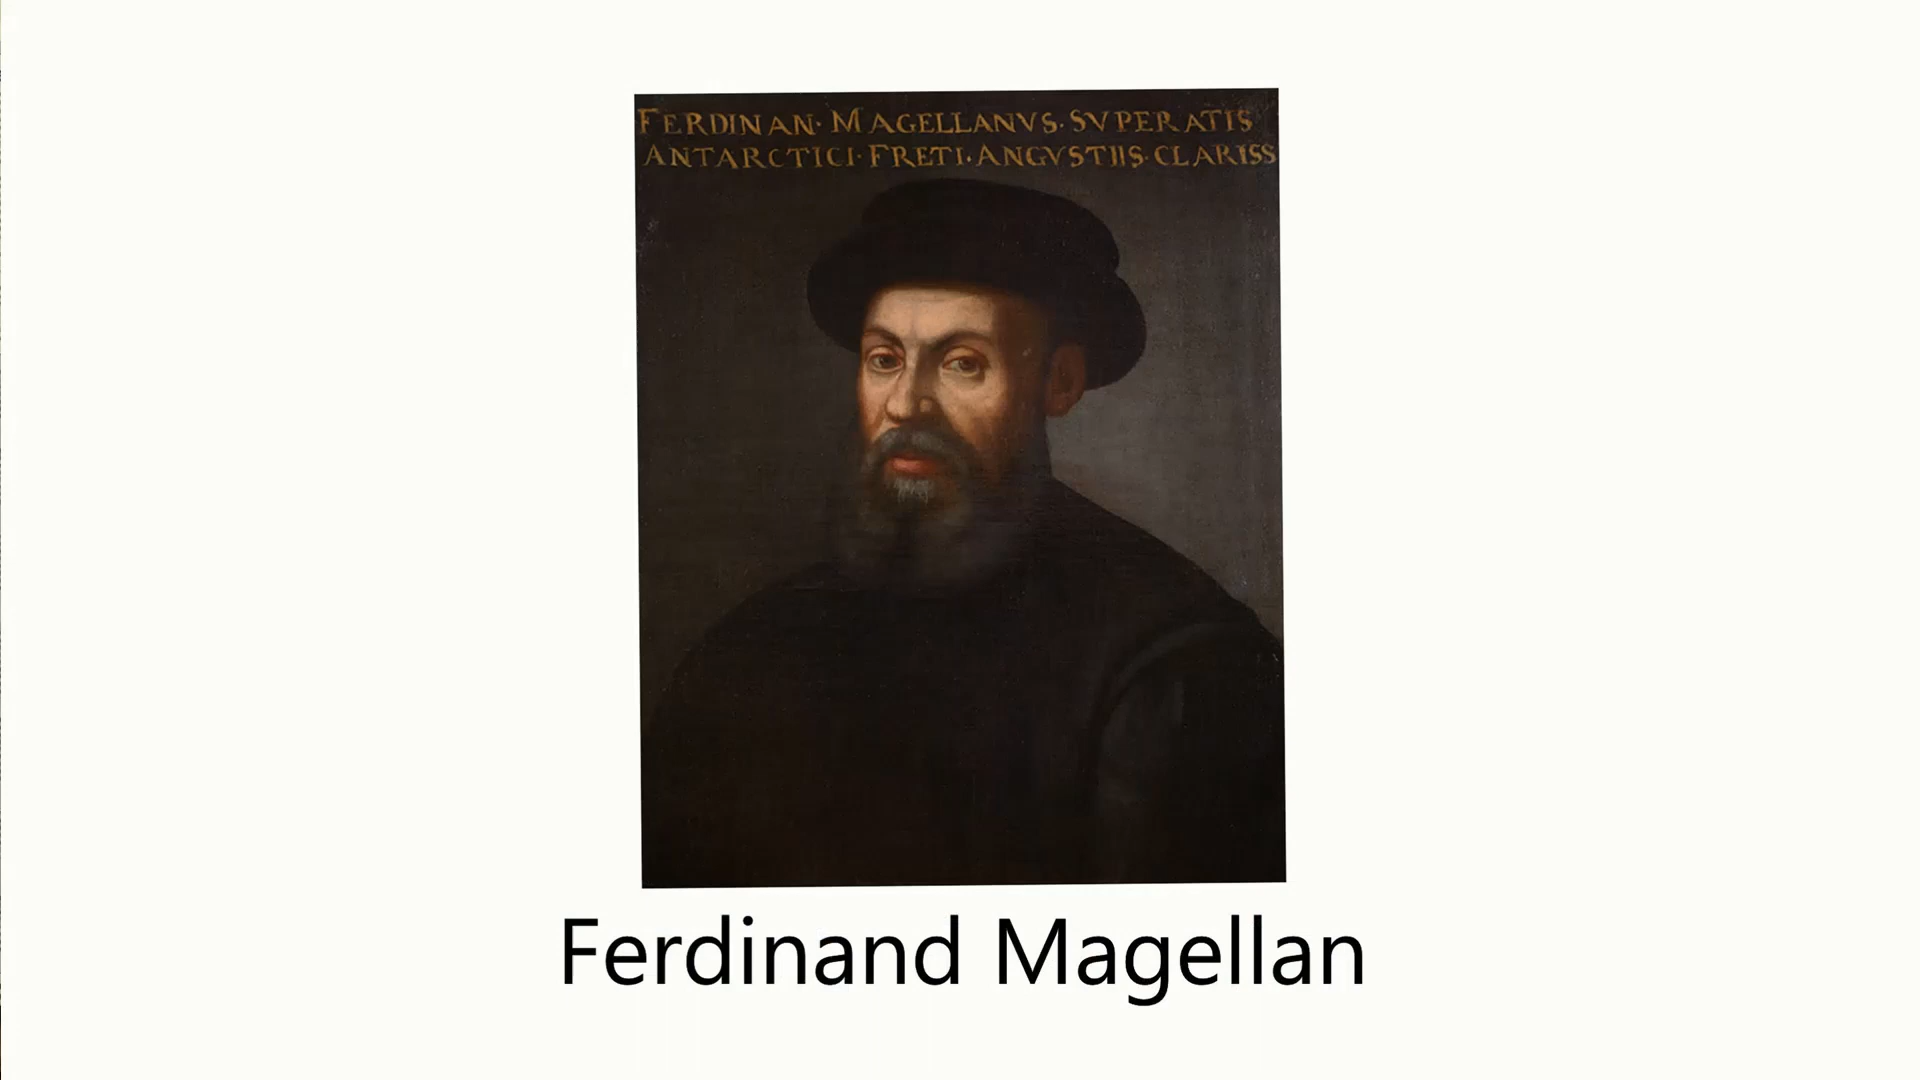 FERDINAN· MAGELLANVS· SVPERATIS
ANTARCTICI· FRETI· ANGVSTIIS· CLARISS
Ferdinand Magellan